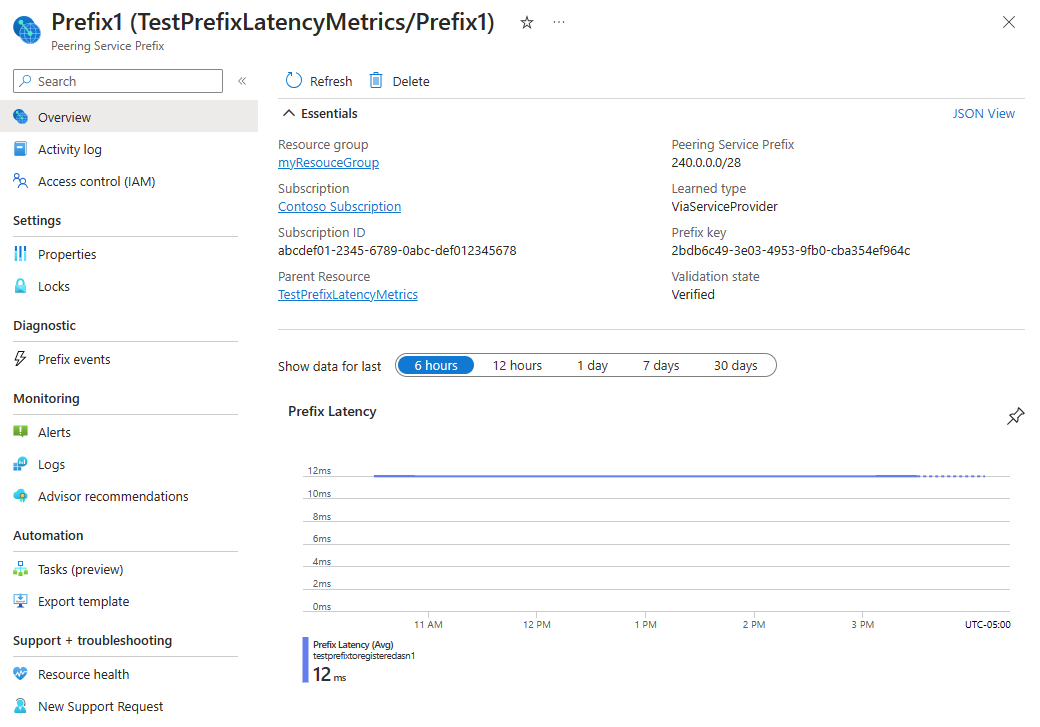 Prefix1 (TestPrefixLatencyMetrics/Prefix1)
Peering Service Prefix
Search
Overview
Activity log
Access control (IAM)
Settings
Properties
Locks
Diagnostic
Prefix events
Monitoring
Alerts
Logs
Advisor recommendations
Automation
Tasks (preview)
Export template
Support + troubleshooting
Resource health
New Support Request
Refresh
Delete
Essentials
JSON View
Resource group
myResouceGroup
Subscription
Contoso Subscription
Subscription ID
abcdef01-2345-6789-0abc-def012345678
Parent Resource
TestPrefixLatencyMetrics
Peering Service Prefix
240.0.0.0/28
Learned type
ViaServiceProvider
Prefix key
2bdb6c49-3e03-4953-9fb0-cba354ef964c
Validation state
Verified
Show data for last
6 hours
12 hours
1 day
7 days
30 days
Prefix Latency
12ms
10ms
8ms
6ms
4ms
2ms
0ms
11 AM
12 PM
1 PM
2 PM
3 PM
UTC-05:00
Prefix Latency (Avg)
testprefixtoregisteredasn1
12 ms